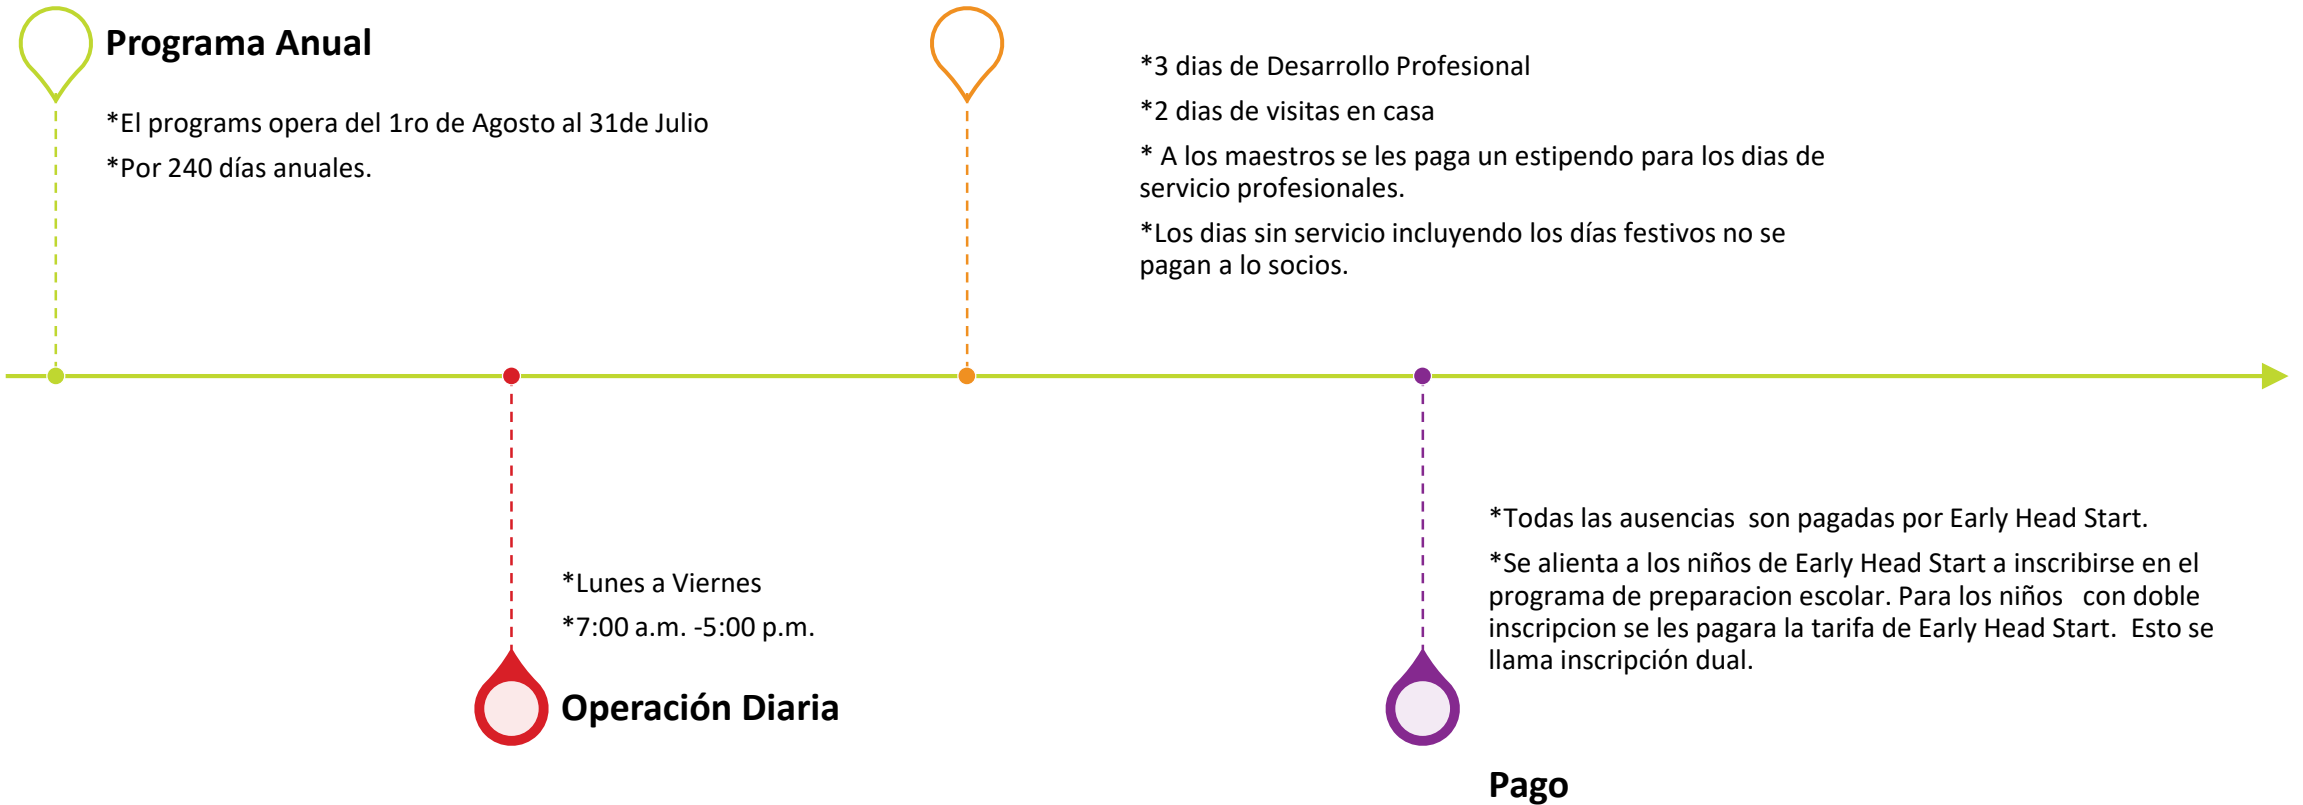 Programa Anual
*El programs opera del 1ro de Agosto al 31de Julio
*Por 240 días anuales.
*3 dias de Desarrollo Profesional
*2 dias de visitas en casa
* A los maestros se les paga un estipendo para los dias de
servicio profesionales.
*Los dias sin servicio incluyendo los días festivos no se
pagan a lo socios.
*Lunes a Viernes
*7:00 a.m. -5:00 p.m.
Operación Diaria
*Todas las ausencias  son pagadas por Early Head Start.
*Se alienta a los niños de Early Head Start a inscribirse en el
programa de preparacion escolar. Para los niños   con doble
inscripcion se les pagara la tarifa de Early Head Start.  Esto se
llama inscripción dual.
Pago